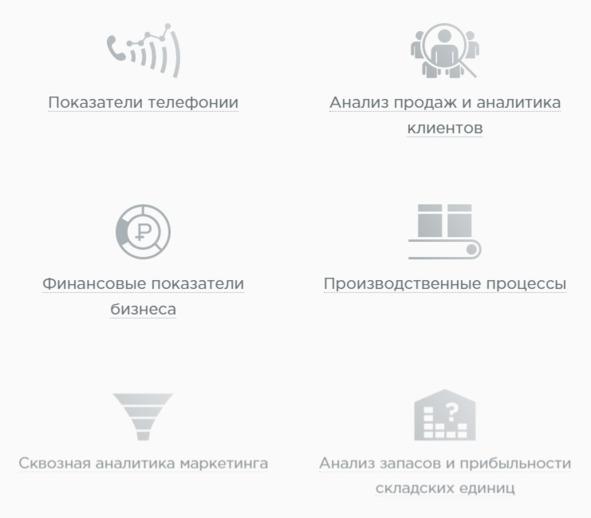 Показатели телефонии
Анализ продаж и аналитика
клиентов
Финансовые показатели
бизнеса
Производственные процессы
Сквозная аналитика маркетинга
Анализ запасов и прибыльности
складских единиц